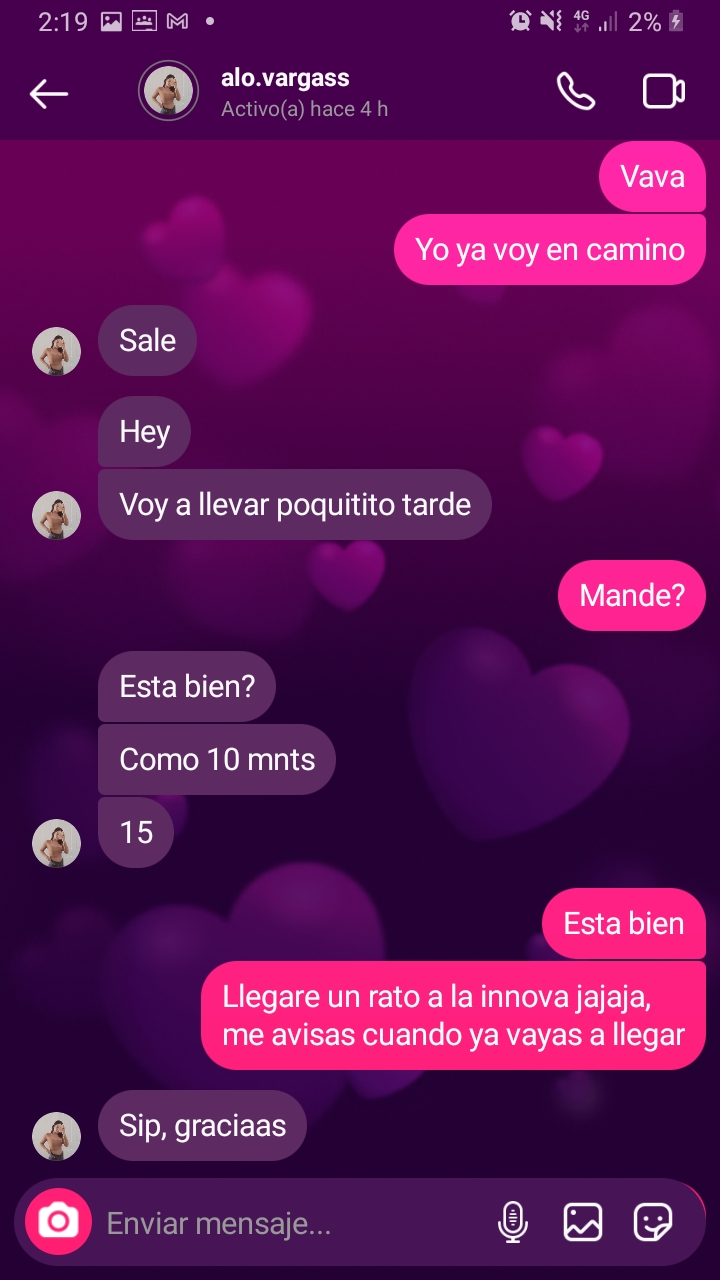 2:19
4G
2%
alo.vargass
Activo(a) hace 4 h
Vava
Yo ya voy en camino
Sale
Hey
Voy a llevar poquitito tarde
Mande?
Esta bien?
Como 10 mnts
15
Esta bien
Llegare un rato a la innova jajaja,
me avisas cuando ya vayas a llegar
Sip, graciaas
Enviar mensaje...